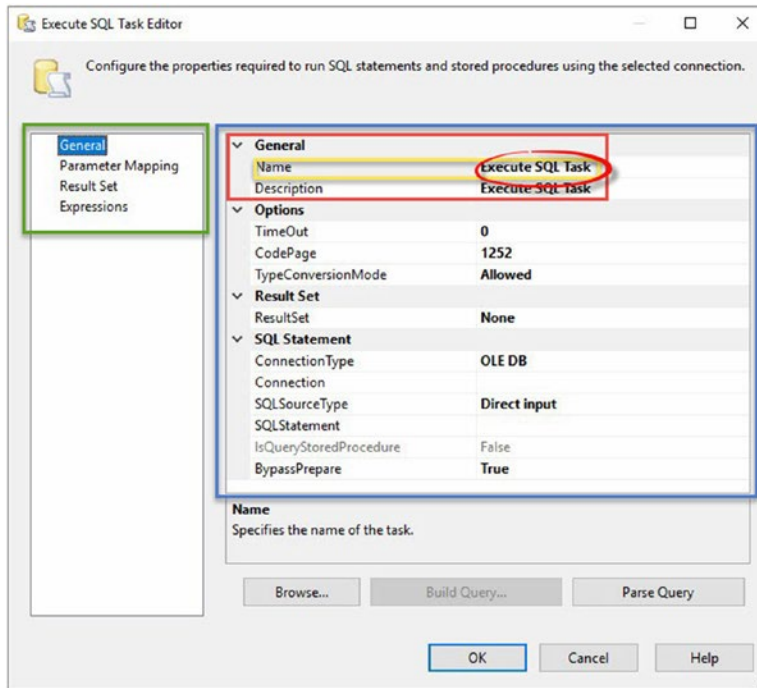 Execute SQL Task Editor
Configure the properties required to run SQL statements and stored procedures using the selected connection.
General
Parameter Mapping
Result Set
Expressions
General
Name Execute SQL Task
Description Execute SQL Task
Options
TimeOut 0
CodePage 1252
TypeConversionMode Allowed
Result Set
ResultSet None
SQL Statement
ConnectionType OLE DB
Connection
SQLSourceType Direct input
SQLStatement
IsQueryStoredProcedure False
BypassPrepare True
Name
Specifies the name of the task.
Browse... Build Query... Parse Query
OK Cancel Help